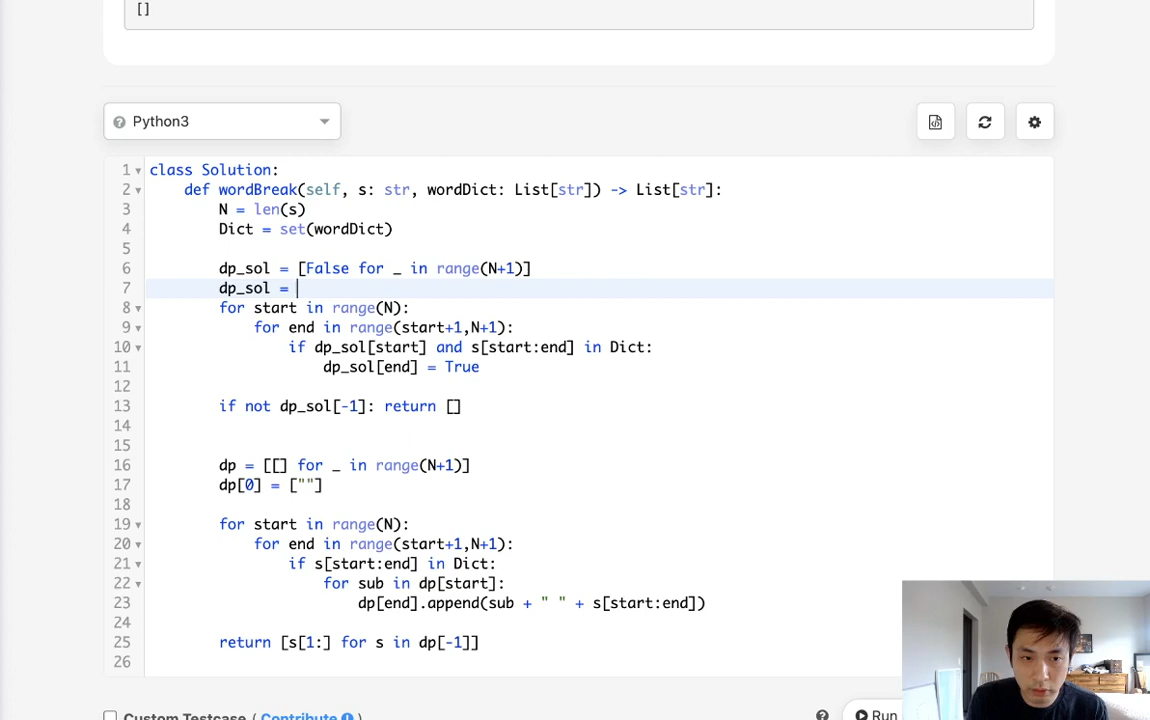 []
Python3
1 class Solution:
2 def wordBreak(self, s: str, wordDict: List[str]) -> List[str]:
3 N = len(s)
4 Dict = set(wordDict)
5
6 dp_sol = [False for _ in range(N+1)]
7 dp_sol =
8 for start in range(N):
9 for end in range(start+1,N+1):
10 if dp_sol[start] and s[start:end] in Dict:
11 dp_sol[end] = True
12
13 if not dp_sol[-1]: return []
14
15
16 dp = [[] for _ in range(N+1)]
17 dp[0] = [""]
18
19 for start in range(N):
20 for end in range(start+1,N+1):
21 if s[start:end] in Dict:
22 for sub in dp[start]:
23 dp[end].append(sub + " " + s[start:end])
24
25 return [s[1:] for s in dp[-1]]
26
Custom Testcase ( Contribute i )
? Run